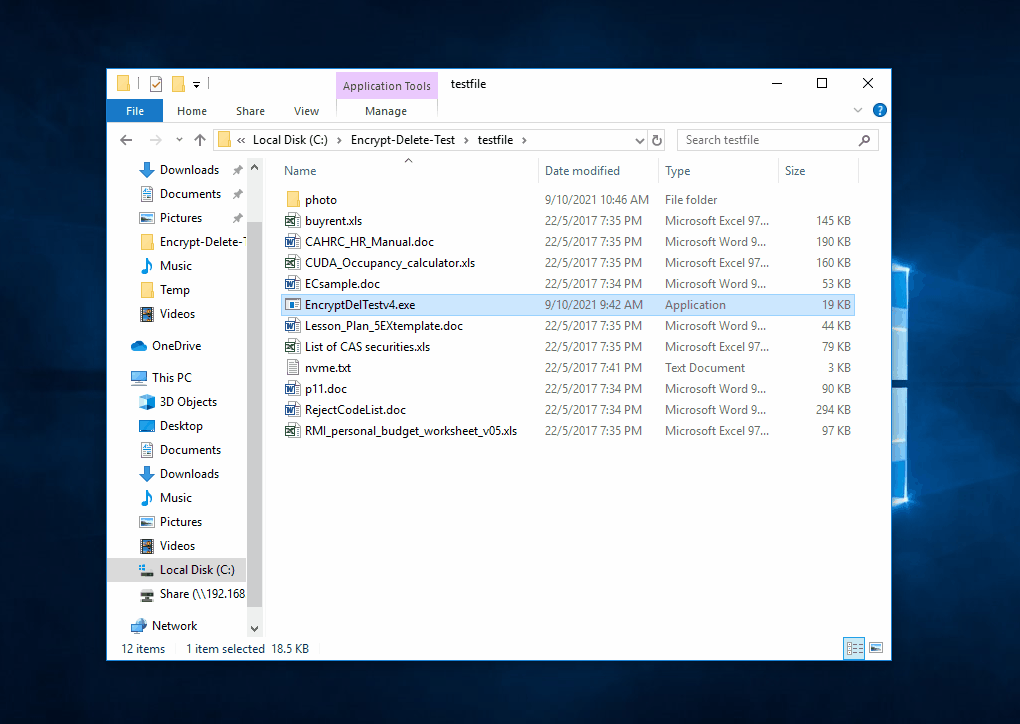 Application Tools testfile
File Home Share View Manage
« Local Disk (C:) Encrypt-Delete-Test testfile Search testfile
Downloads
Documents
Pictures
Encrypt-Delete-T
Music
Temp
Videos
OneDrive
This PC
3D Objects
Desktop
Documents
Downloads
Music
Pictures
Videos
Local Disk (C:)
Share (\\192.168
Network
Name Date modified Type Size
photo 9/10/2021 10:46 AM File folder
buyrent.xls 22/5/2017 7:35 PM Microsoft Excel 97... 145 KB
CAHRC_HR_Manual.doc 22/5/2017 7:34 PM Microsoft Word 9... 190 KB
CUDA_Occupancy_calculator.xls 22/5/2017 7:35 PM Microsoft Excel 97... 160 KB
ECsample.doc 22/5/2017 7:34 PM Microsoft Word 9... 53 KB
EncryptDelTestv4.exe 9/10/2021 9:42 AM Application 19 KB
Lesson_Plan_5EXtemplate.doc 22/5/2017 7:34 PM Microsoft Word 9... 44 KB
List of CAS securities.xls 22/5/2017 7:35 PM Microsoft Excel 97... 79 KB
nvme.txt 22/5/2017 7:41 PM Text Document 3 KB
p11.doc 22/5/2017 7:34 PM Microsoft Word 9... 90 KB
RejectCodeList.doc 22/5/2017 7:34 PM Microsoft Word 9... 294 KB
RMI_personal_budget_worksheet_v05.xls 22/5/2017 7:35 PM Microsoft Excel 97... 97 KB
12 items 1 item selected 18.5 KB